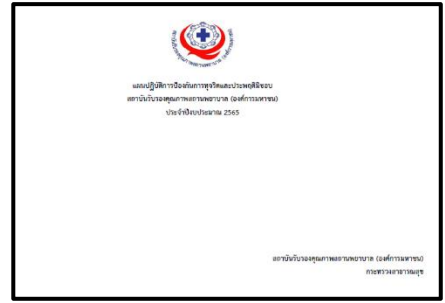 แผนปฏิบัติการป้องกันการทุจริตและประพฤติมิชอบ
สถาบันรับรองคุณภาพสถานพยาบาล (องค์การมหาชน)
ประจำปีงบประมาณ 2565
สถาบันรับรองคุณภาพสถานพยาบาล (องค์การมหาชน)
กระทรวงสาธารณสุข